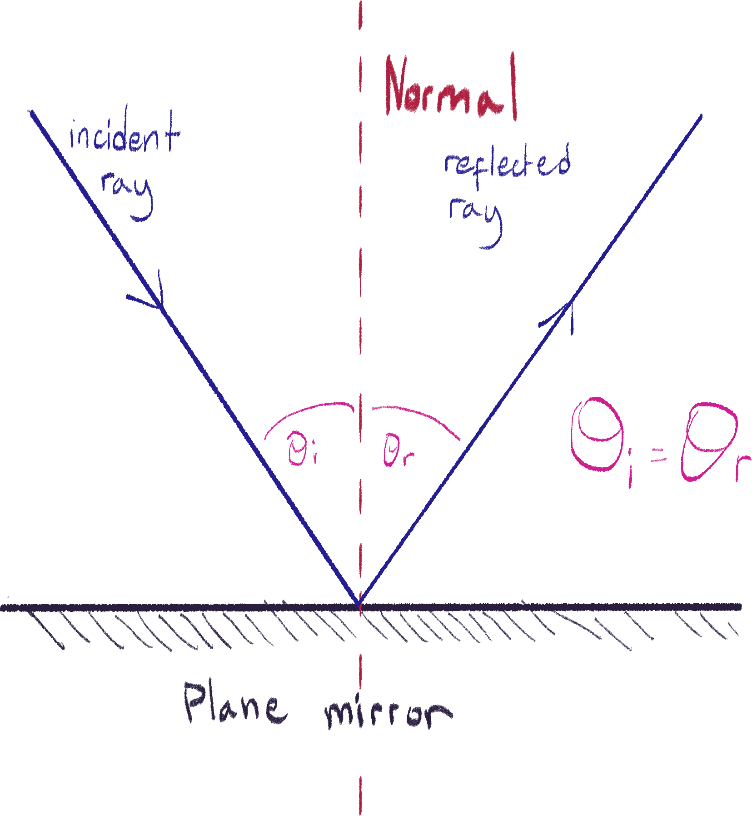 Normal
incident
ray
reflected
ray
θi
θr
θi = θr
Plane mirror